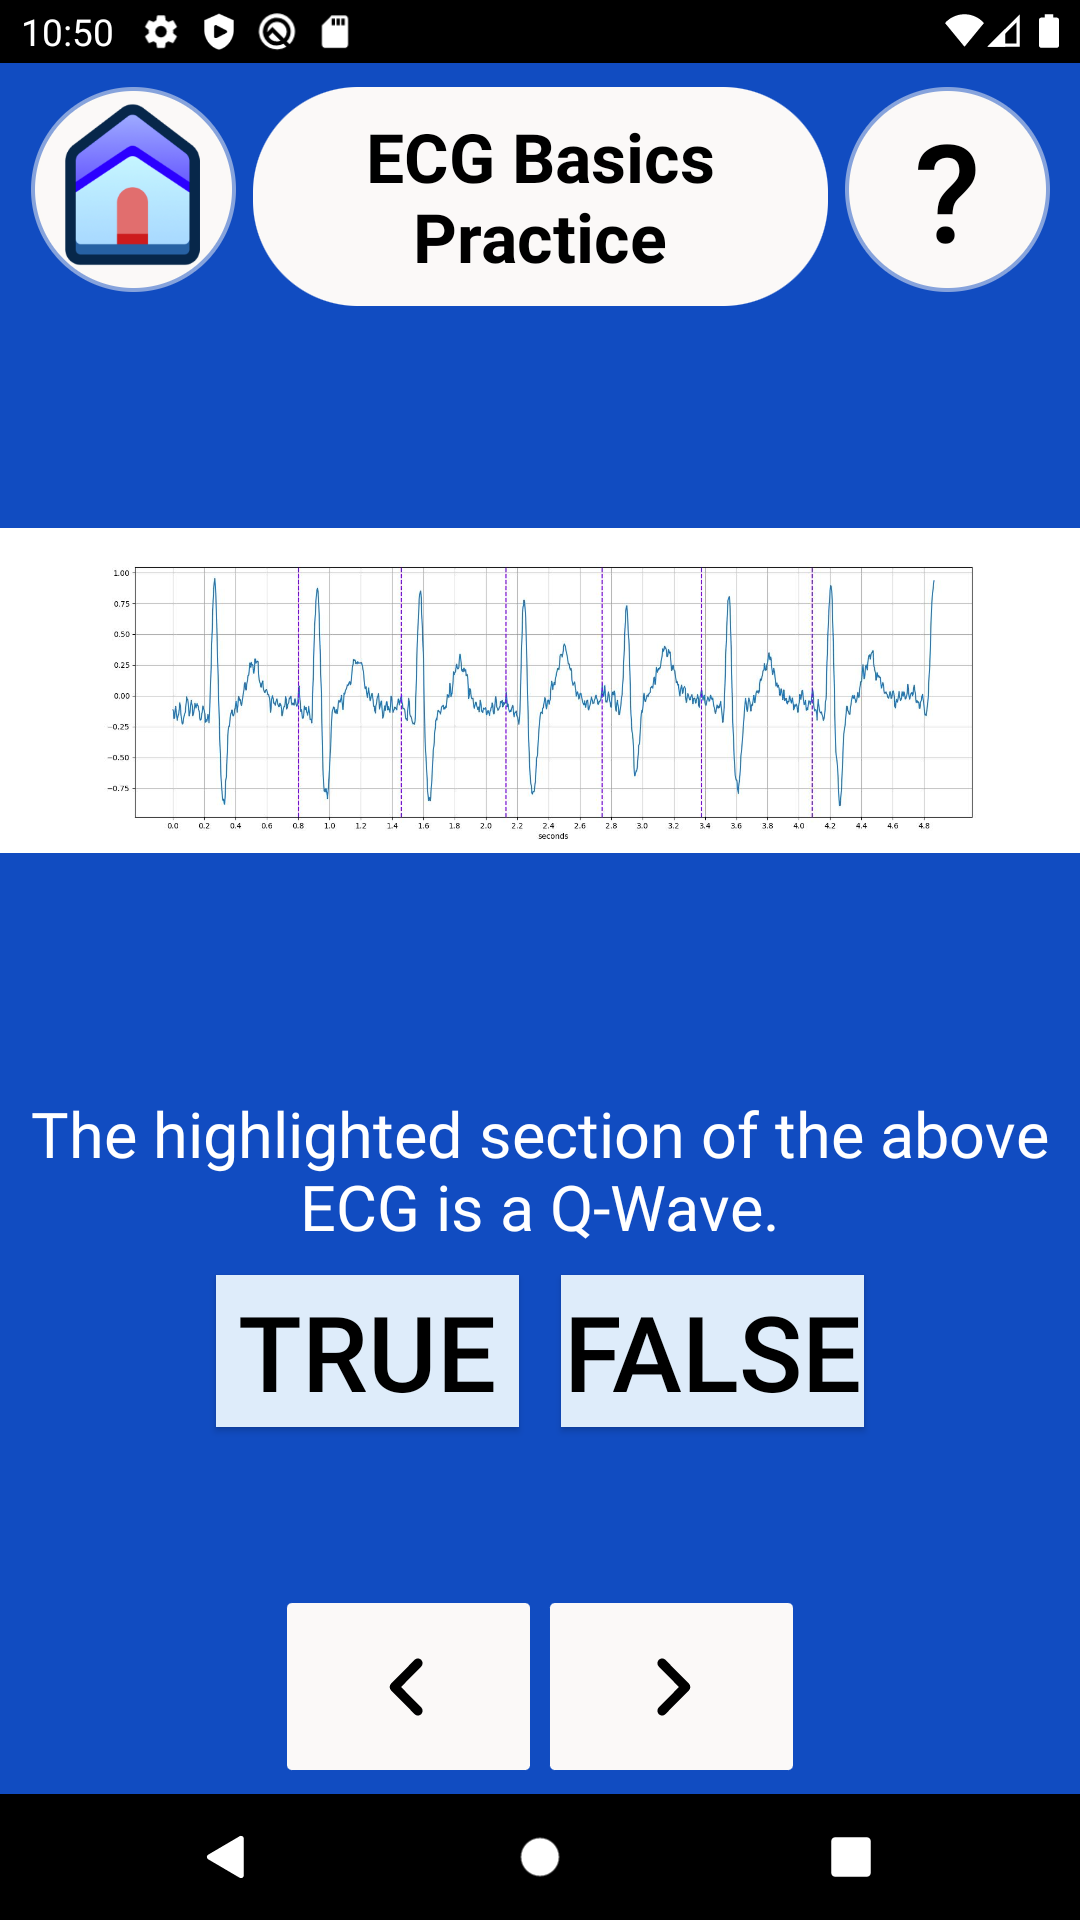 10:50
ECG Basics
Practice
?
1.00
0.75
0.50
0.25
0.00
−0.25
−0.50
−0.75
0.0 0.2 0.4 0.6 0.8 1.0 1.2 1.4 1.6 1.8 2.0 2.2 2.4 2.6 2.8 3.0 3.2 3.4 3.6 3.8 4.0 4.2 4.4 4.6 4.8
seconds
The highlighted section of the above
ECG is a Q-Wave.
TRUE FALSE